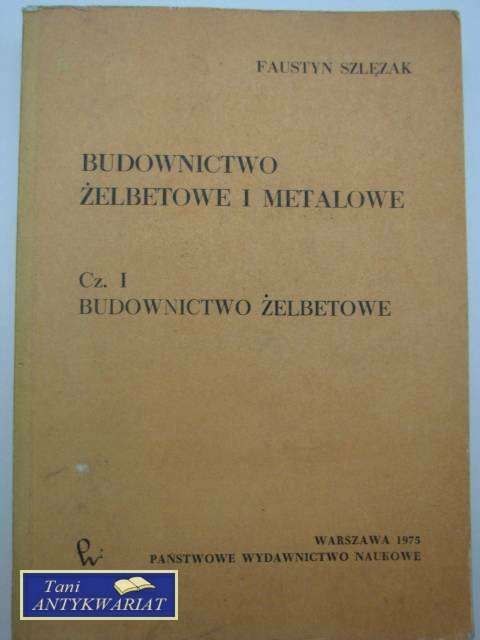 FAUSTYN SZLĘZAK
BUDOWNICTWO
ŻELBETOWE I METALOWE
Cz. I
BUDOWNICTWO ŻELBETOWE
WARSZAWA 1975
PAŃSTWOWE WYDAWNICTWO NAUKOWE
Tani
ANTYKWARIAT